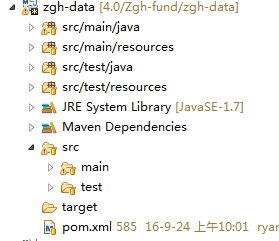 zgh-data [4.0/Zgh-fund/zgh-data]
src/main/java
src/main/resources
src/test/java
src/test/resources
JRE System Library [JavaSE-1.7]
Maven Dependencies
src
main
test
target
pom.xml 585 16-9-24 上午10:01 ryar